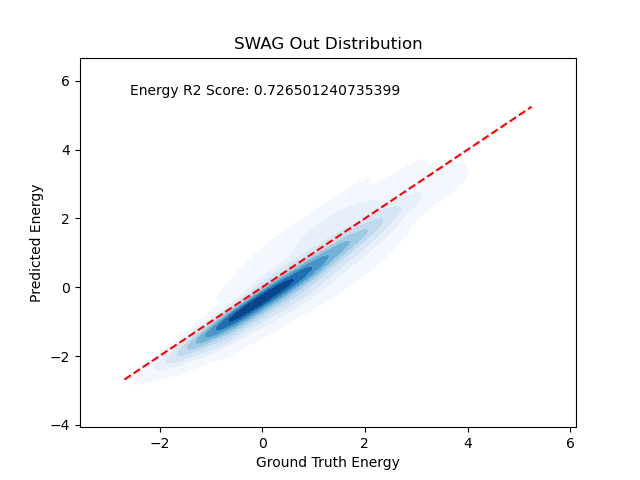 SWAG Out Distribution
Energy R2 Score: 0.726501240735399
Predicted Energy
6
4
2
0
−2
−4
−2
0
2
4
6
Ground Truth Energy